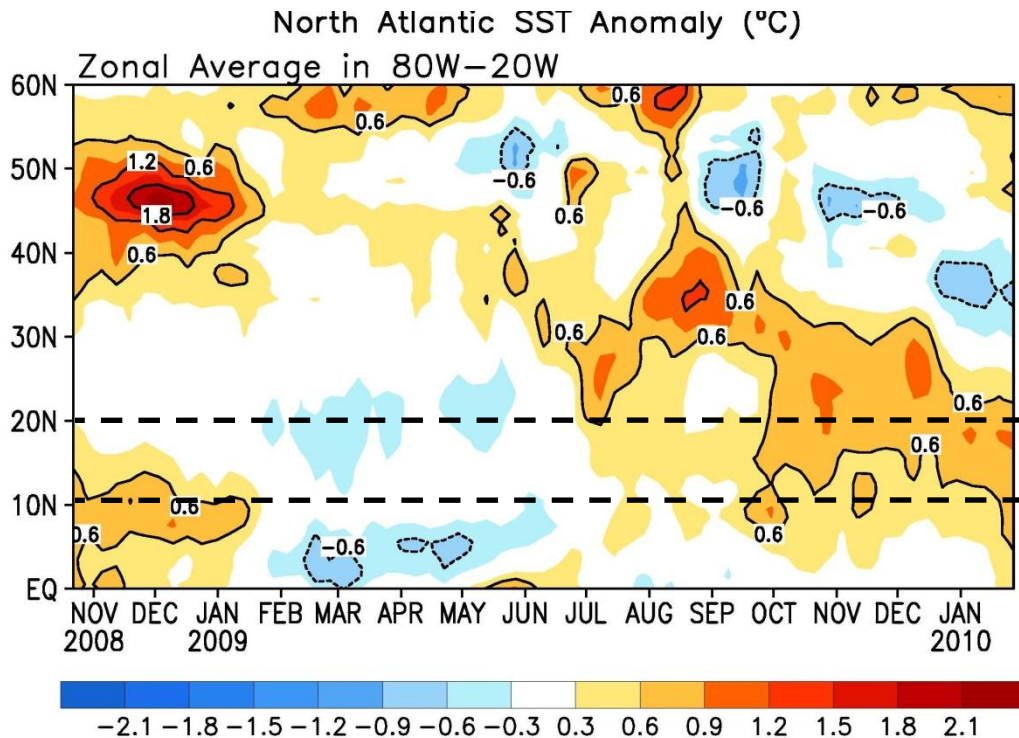 North Atlantic SST Anomaly (ºC)
Zonal Average in 80W−20W
60N
50N
40N
30N
20N
10N
EQ
0.6
0.6
0.6
1.2
0.6
−0.6
−0.6
−0.6
1.8
0.6
0.6
0.6
0.6
0.6
0.6
0.6
0.6
−0.6
0.6
NOV DEC JAN FEB MAR APR MAY JUN JUL AUG SEP OCT NOV DEC JAN
2008 2009 2010
−2.1 −1.8 −1.5 −1.2 −0.9 −0.6 −0.3 0.3 0.6 0.9 1.2 1.5 1.8 2.1